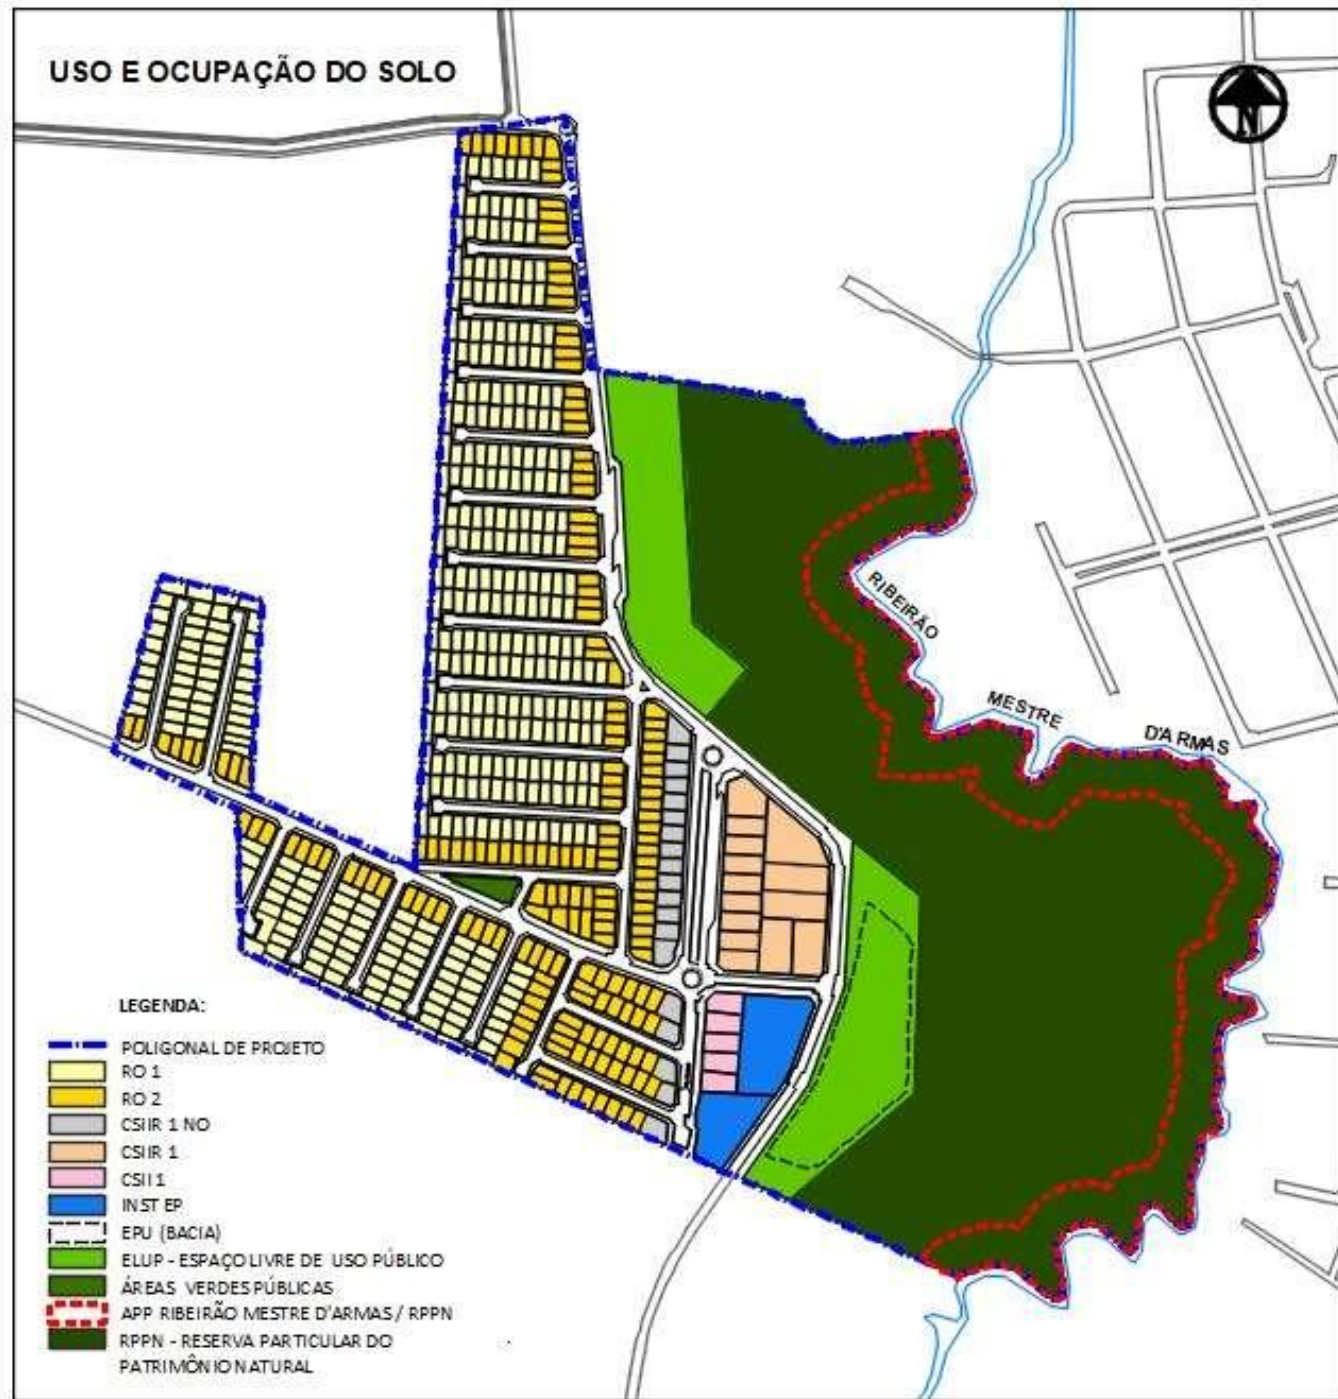 USO E OCUPAÇÃO DO SOLO
N
RIBEIRÃO
MESTRE
D'ARMAS
LEGENDA:
POLIGONAL DE PROJETO
RO 1
RO 2
CSIIR 1 NO
CSIIR 1
CSII 1
INST EP
EPU (BACIA)
ELUP - ESPAÇO LIVRE DE USO PÚBLICO
ÁREAS VERDES PÚBLICAS
APP RIBEIRÃO MESTRE D'ARMAS / RPPN
RPPN - RESERVA PARTICULAR DO
PATRIMÔNIO NATURAL